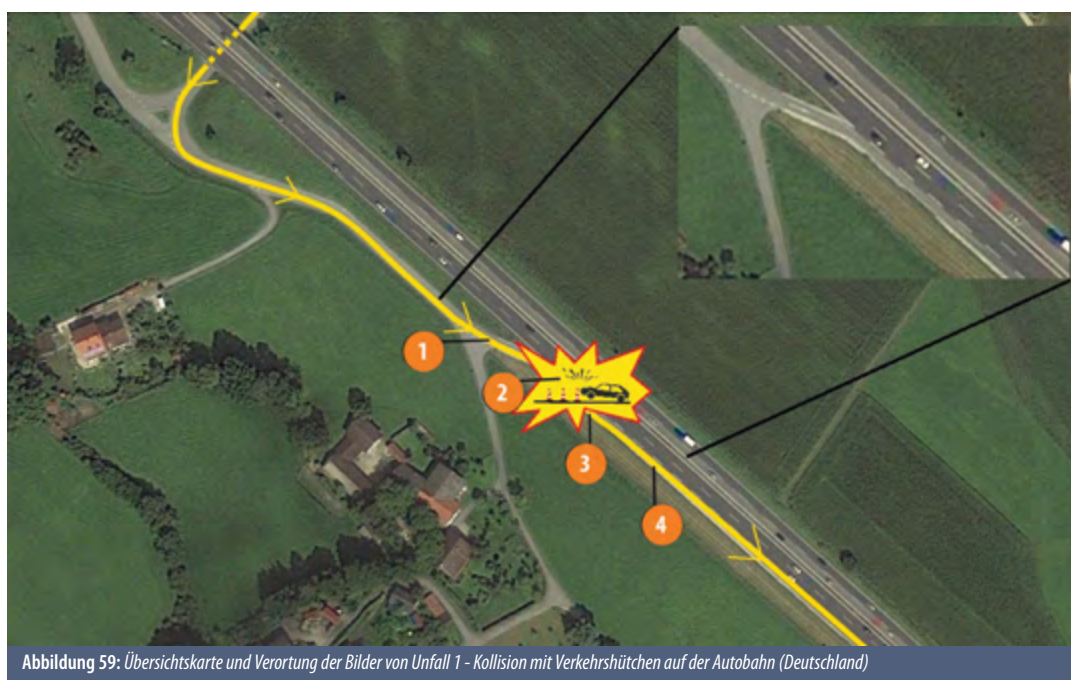 1
2
3
4
Abbildung 59: Übersichtskarte und Verortung der Bilder von Unfall 1 - Kollision mit Verkehrshütchen auf der Autobahn (Deutschland)